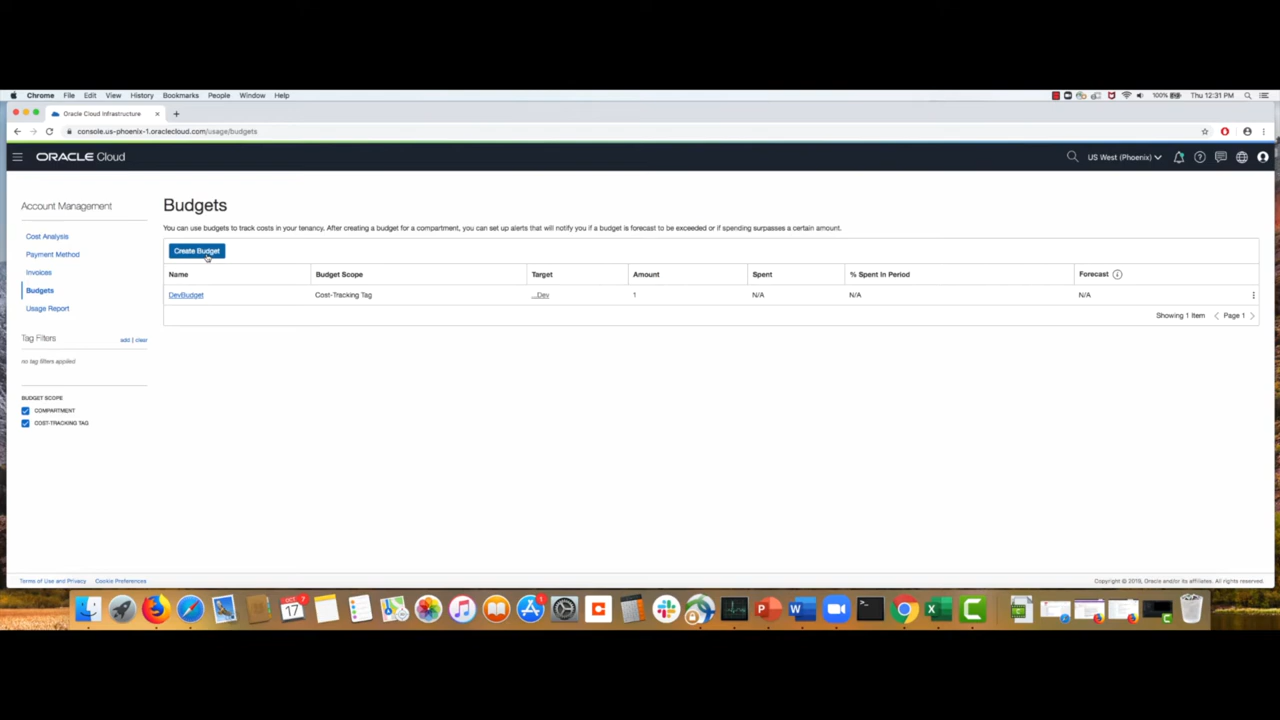 Chrome File Edit View History Bookmarks People Window Help
100% Thu 12:31 PM
Oracle Cloud Infrastructure
console.us-phoenix-1.oraclecloud.com/usage/budgets
ORACLE Cloud
US West (Phoenix)
Account Management
Cost Analysis
Payment Method
Invoices
Budgets
Usage Report
Tag Filters
add | clear
no tag filters applied
BUDGET SCOPE
COMPARTMENT
COST-TRACKING TAG
Budgets
You can use budgets to track costs in your tenancy. After creating a budget for a compartment, you can set up alerts that will notify you if a budget is forecast to be exceeded or if spending surpasses a certain amount.
Create Budget
Name Budget Scope Target Amount Spent % Spent In Period Forecast
DevBudget Cost-Tracking Tag ...Dev 1 N/A N/A N/A
Showing 1 Item Page 1
Terms of Use and Privacy Cookie Preferences
Copyright © 2019, Oracle and/or its affiliates. All rights reserved.
OCT 7
17
1